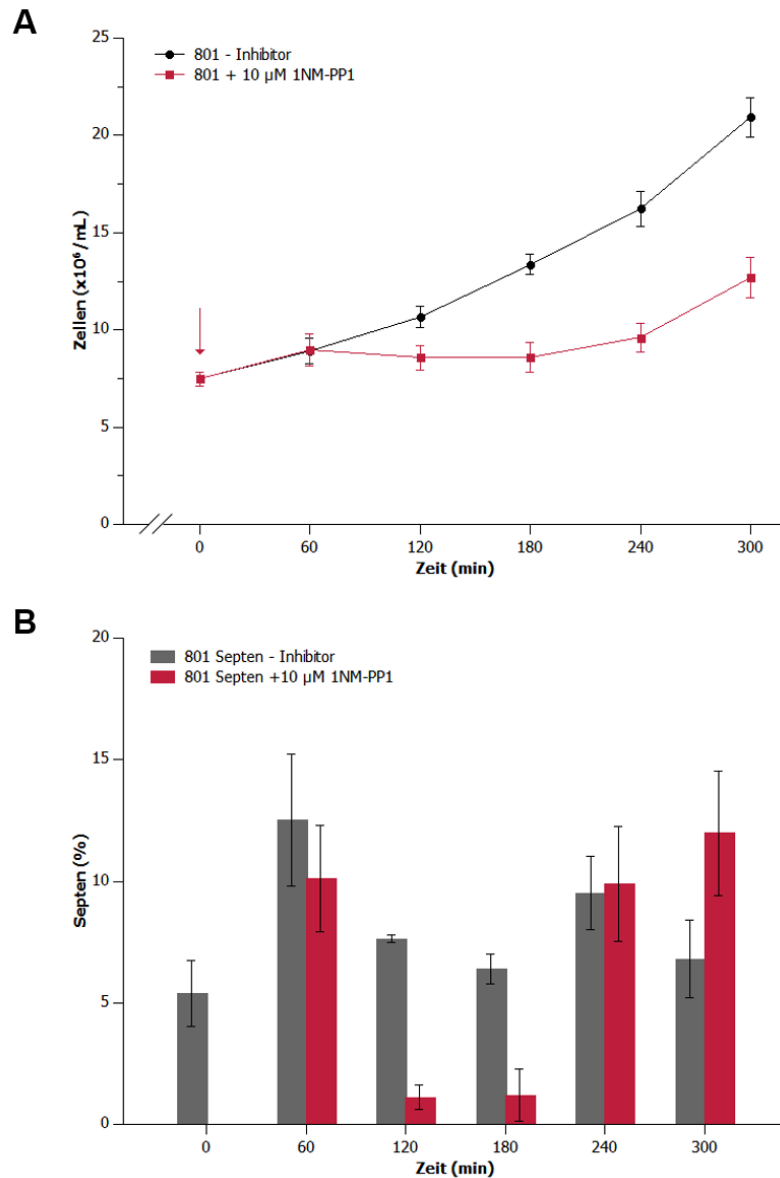 A
25
801 - Inhibitor
801 + 10 µM 1NM-PP1
20
15
10
5
0
Zellen (x10⁶/mL)
0 60 120 180 240 300
Zeit (min)
B
20
801 Septen - Inhibitor
801 Septen +10 µM 1NM-PP1
15
10
5
0
Septen (%)
0 60 120 180 240 300
Zeit (min)